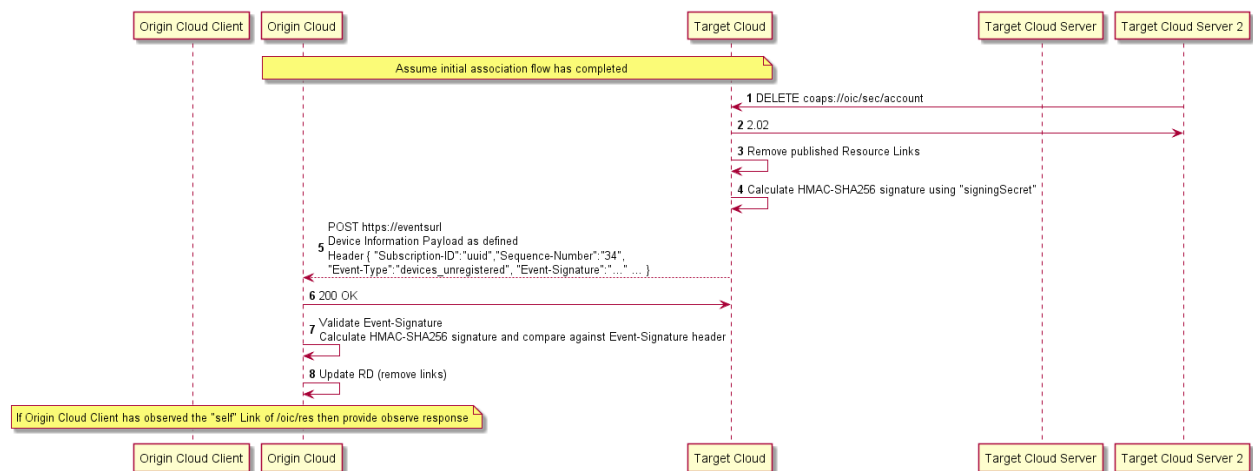 Origin Cloud Client
Origin Cloud
Target Cloud
Target Cloud Server
Target Cloud Server 2
Assume initial association flow has completed
1 DELETE coaps://oic/sec/account
2 2.02
3 Remove published Resource Links
4 Calculate HMAC-SHA256 signature using "signingSecret"
POST https://eventsurl
Device Information Payload as defined
5 Header { "Subscription-ID":"uuid","Sequence-Number":"34",
"Event-Type":"devices_unregistered", "Event-Signature":"..." ... }
6 200 OK
7 Validate Event-Signature
Calculate HMAC-SHA256 signature and compare against Event-Signature header
8 Update RD (remove links)
If Origin Cloud Client has observed the "self" Link of /oic/res then provide observe response
Origin Cloud Client
Origin Cloud
Target Cloud
Target Cloud Server
Target Cloud Server 2